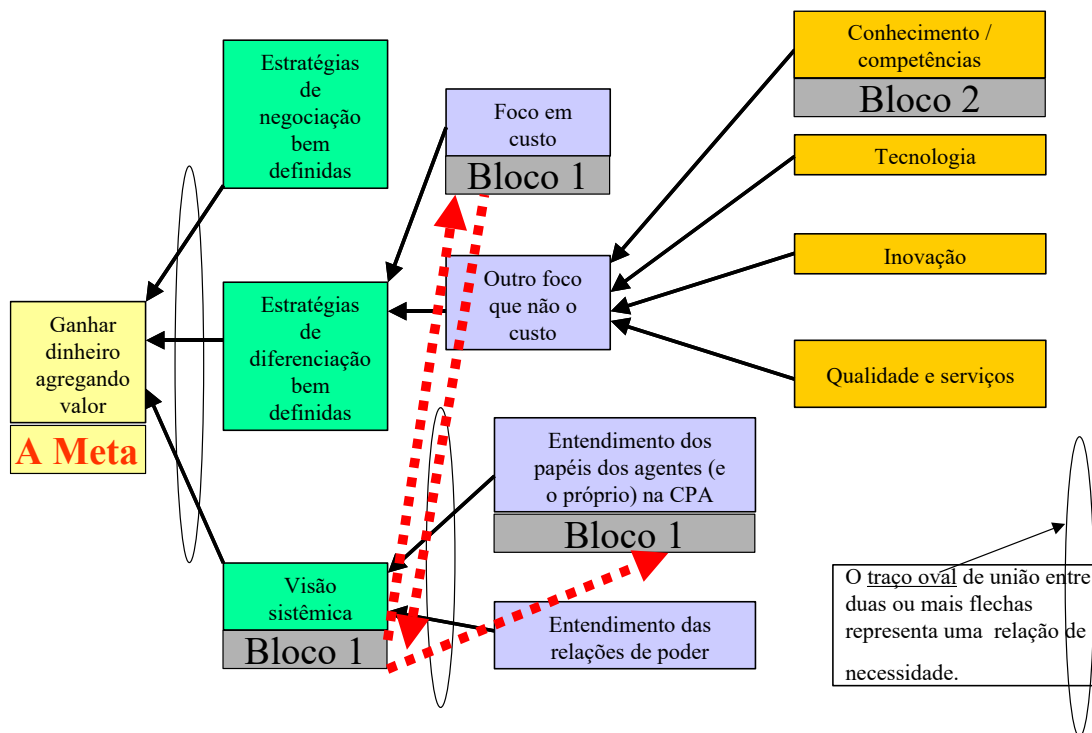 Estratégias
de
negociação
bem
definidas
Foco em
custo
Bloco 1
Conhecimento /
competências
Bloco 2
Tecnologia
Inovação
Qualidade e serviços
Outro foco
que não o
custo
Ganhar
dinheiro
agregando
valor
A Meta
Estratégias
de
diferenciação
bem
definidas
Entendimento dos
papéis dos agentes (e
o próprio) na CPA
Bloco 1
Visão
sistêmica
Bloco 1
Entendimento das
relações de poder
O traço oval de união entre
duas ou mais flechas
representa uma relação de
necessidade.